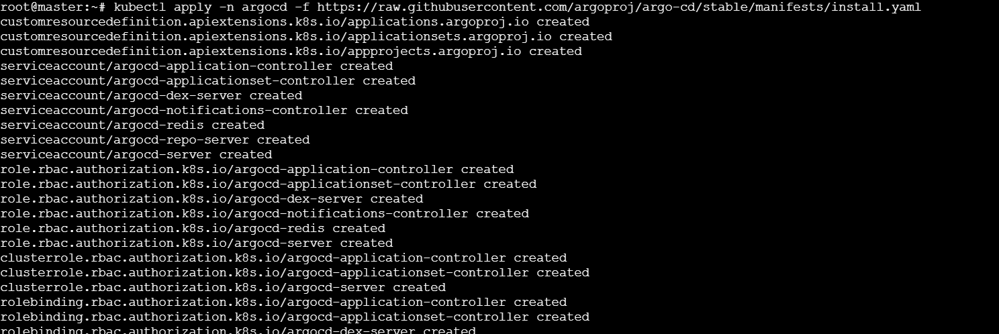 root@master:~# kubectl apply -n argocd -f https://raw.githubusercontent.com/argoproj/argo-cd/stable/manifests/install.yaml
customresourcedefinition.apiextensions.k8s.io/applications.argoproj.io created
customresourcedefinition.apiextensions.k8s.io/applicationsets.argoproj.io created
customresourcedefinition.apiextensions.k8s.io/appprojects.argoproj.io created
serviceaccount/argocd-application-controller created
serviceaccount/argocd-applicationset-controller created
serviceaccount/argocd-dex-server created
serviceaccount/argocd-notifications-controller created
serviceaccount/argocd-redis created
serviceaccount/argocd-repo-server created
serviceaccount/argocd-server created
role.rbac.authorization.k8s.io/argocd-application-controller created
role.rbac.authorization.k8s.io/argocd-applicationset-controller created
role.rbac.authorization.k8s.io/argocd-dex-server created
role.rbac.authorization.k8s.io/argocd-notifications-controller created
role.rbac.authorization.k8s.io/argocd-redis created
role.rbac.authorization.k8s.io/argocd-server created
clusterrole.rbac.authorization.k8s.io/argocd-application-controller created
clusterrole.rbac.authorization.k8s.io/argocd-applicationset-controller created
clusterrole.rbac.authorization.k8s.io/argocd-server created
rolebinding.rbac.authorization.k8s.io/argocd-application-controller created
rolebinding.rbac.authorization.k8s.io/argocd-applicationset-controller created
rolebinding.rbac.authorization.k8s.io/argocd-dex-server created